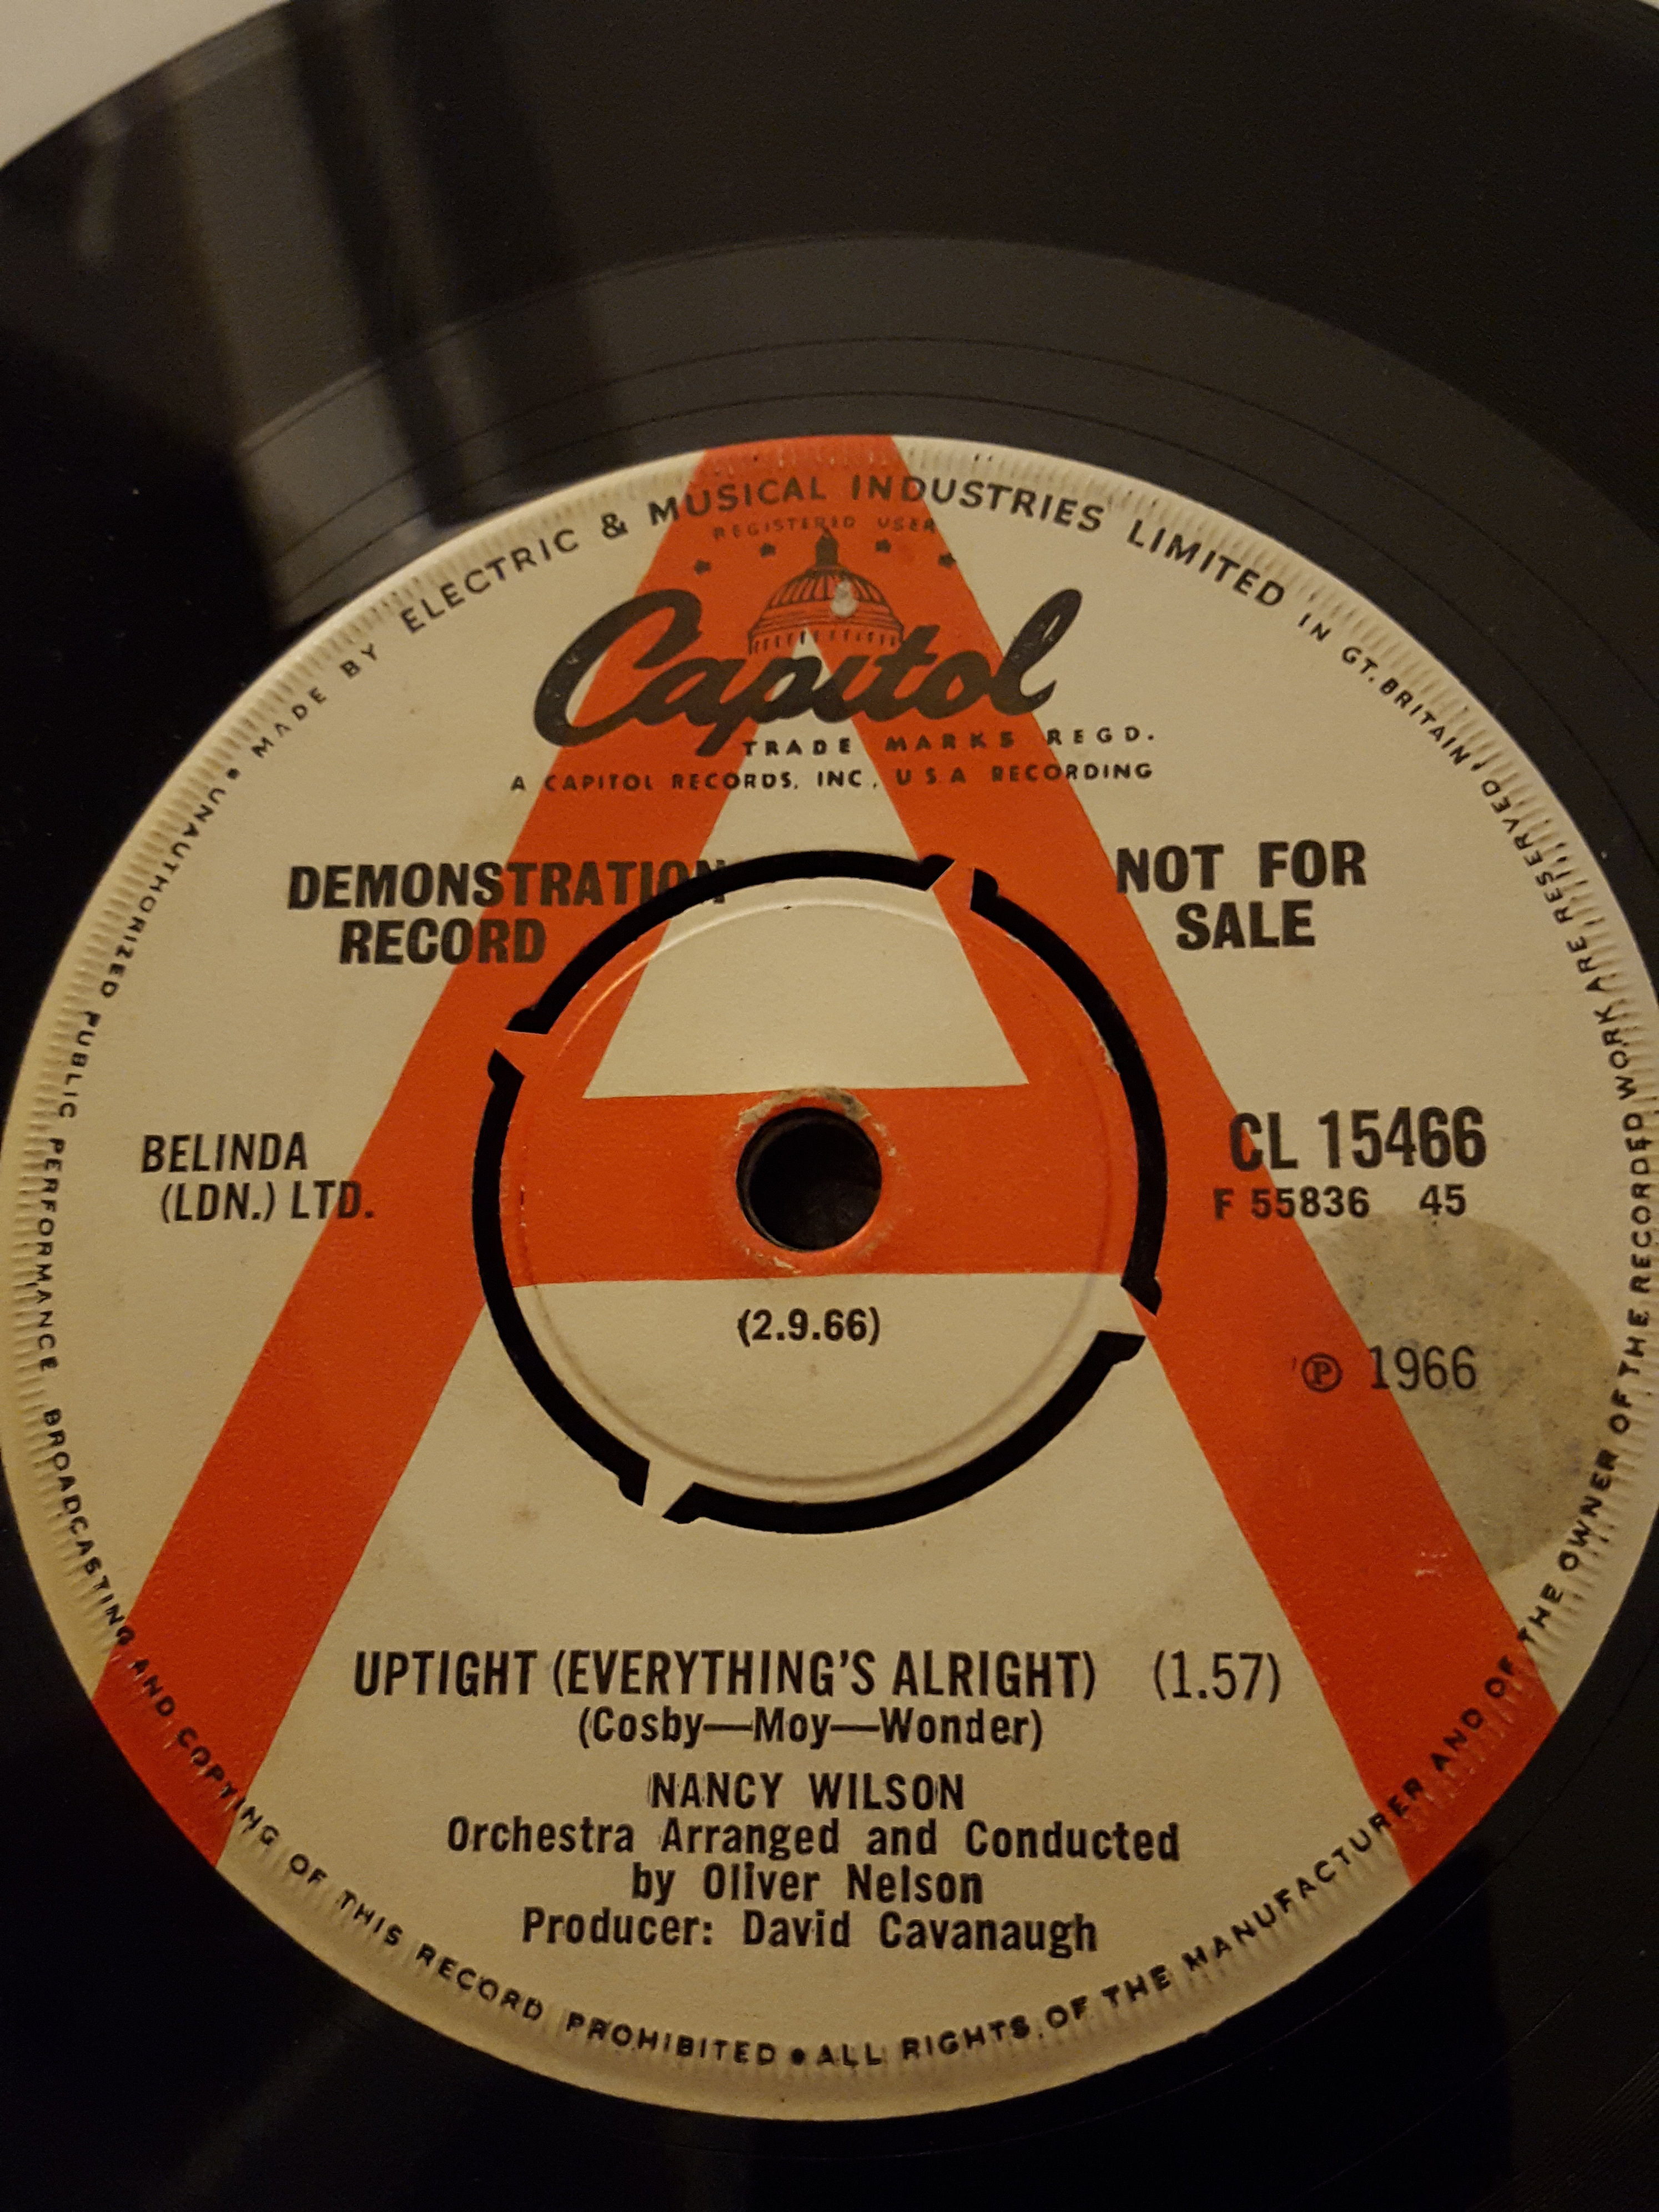 MADE BY ELECTRIC & MUSICAL INDUSTRIES LIMITED IN GT. BRITAIN • ALL RIGHTS OF THE MANUFACTURER AND OF THE OWNER OF THE RECORDED WORK ARE RESERVED • UNAUTHORIZED PUBLIC PERFORMANCE BROADCASTING AND COPYING OF THIS RECORD PROHIBITED •
REGISTERED USER
Capitol
TRADE MARKS REGD.
A CAPITOL RECORDS, INC, U S A RECORDING
DEMONSTRATION
RECORD
NOT FOR
SALE
A
BELINDA
(LDN.) LTD.
CL 15466
F 55836 45
(2.9.66)
℗ 1966
UPTIGHT (EVERYTHING'S ALRIGHT) (1.57)
(Cosby—Moy—Wonder)
NANCY WILSON
Orchestra Arranged and Conducted
by Oliver Nelson
Producer: David Cavanaugh